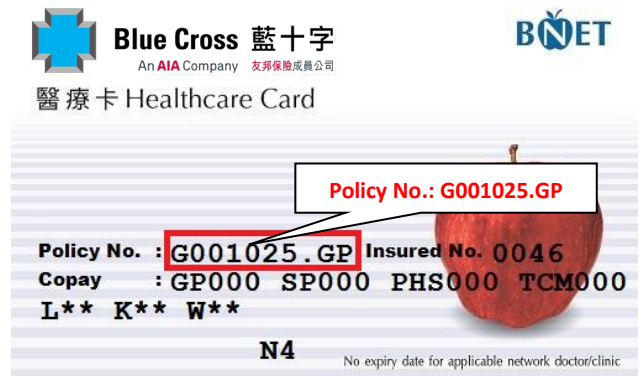 Blue Cross 藍十字
An AIA Company 友邦保險成員公司
BNET
醫療卡 Healthcare Card
Policy No.: G001025.GP
Policy No. : G001025.GP Insured No. 0046
Copay : GP000 SP000 PHS000 TCM000
L** K** W**
N4
No expiry date for applicable network doctor/clinic